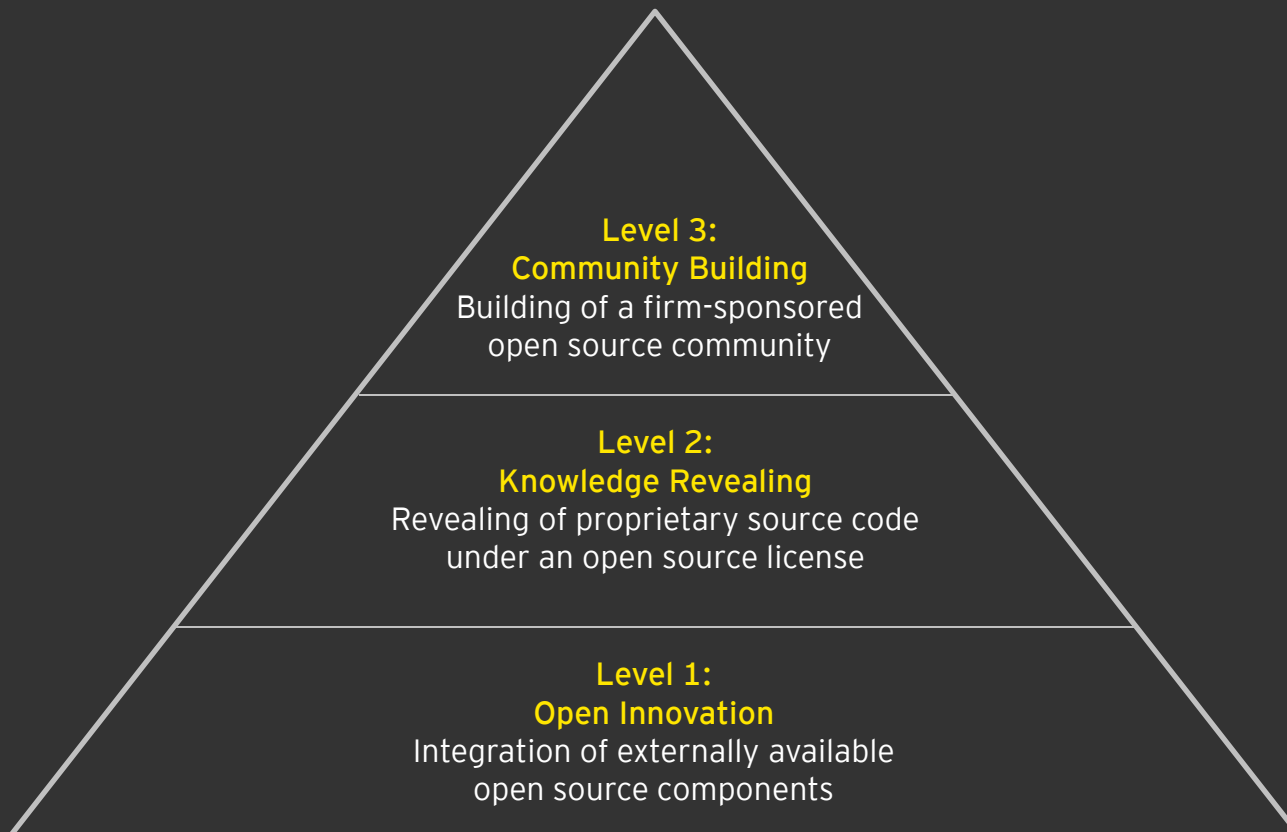 Level 3:
Community Building
Building of a firm-sponsored
open source community
Level 2:
Knowledge Revealing
Revealing of proprietary source code
under an open source license
Level 1:
Open Innovation
Integration of externally available
open source components